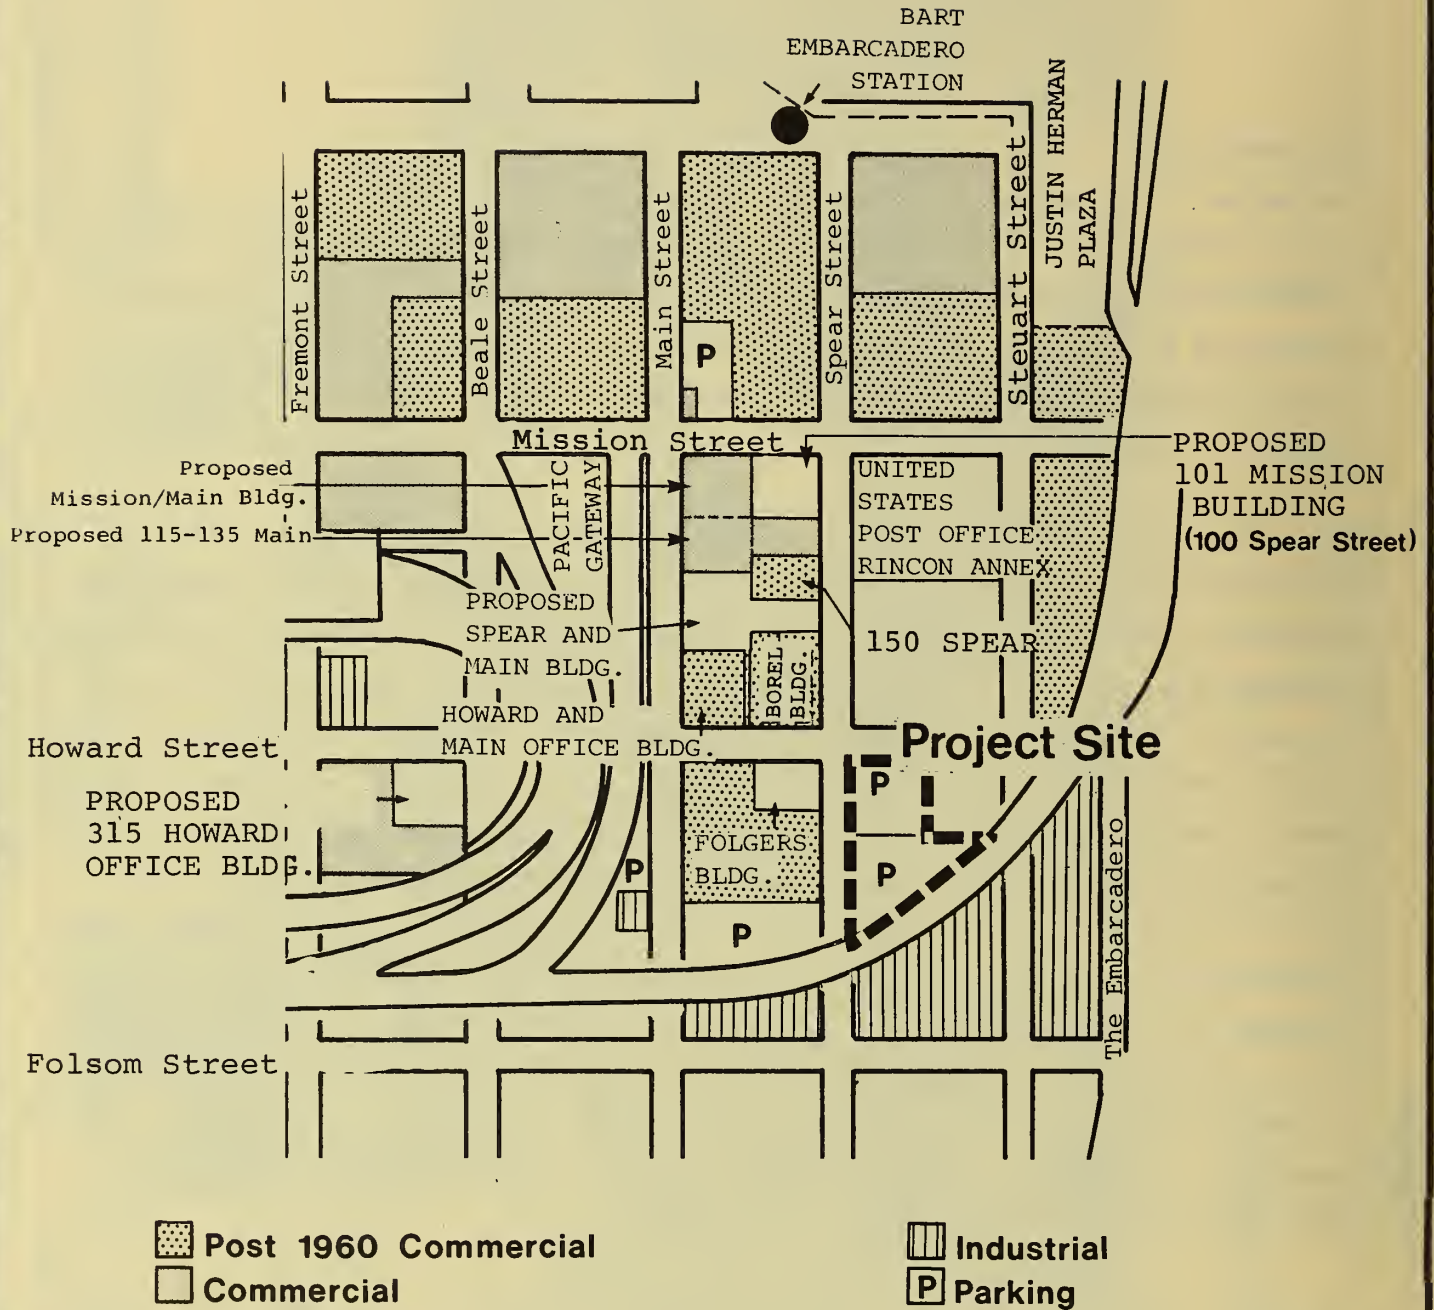 BART
EMBARCADERO
STATION
JUSTIN HERMAN
PLAZA
Fremont Street
Beale Street
Main Street
Spear Street
Steuart Street
P
Mission Street
PROPOSED
101 MISSION
BUILDING
(100 Spear Street)
Proposed
Mission/Main Bldg.
Proposed 115-135 Main
PACIFIC
GATEWAY
UNITED
STATES
POST OFFICE
RINCON ANNEX
PROPOSED
SPEAR AND
MAIN BLDG.
150 SPEAR
BOREL
BLDG.
HOWARD AND
MAIN OFFICE BLDG.
Project Site
Howard Street
P
PROPOSED
315 HOWARD
OFFICE BLDG.
FOLGERS
BLDG.
P
P
P
The Embarcadero
Folsom Street
Post 1960 Commercial
Commercial
Industrial
P Parking